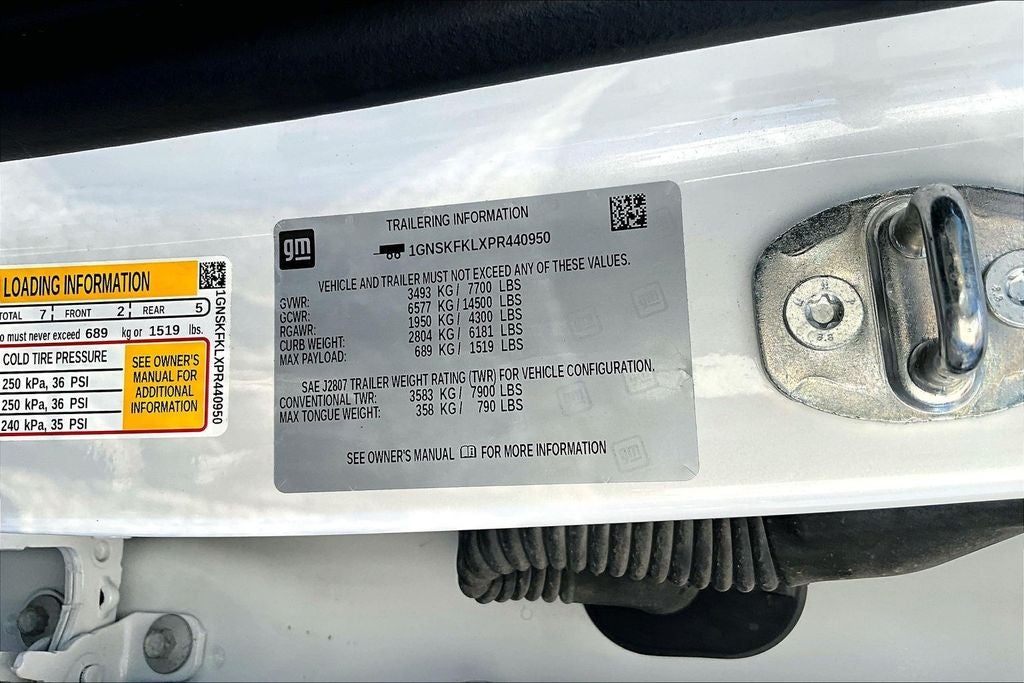 LOADING INFORMATION
TOTAL 7 FRONT 2 REAR 5
o must never exceed 689 kg or 1519 lbs.
COLD TIRE PRESSURE
250 kPa, 36 PSI
250 kPa, 36 PSI
240 kPa, 35 PSI
SEE OWNER'S
MANUAL FOR
ADDITIONAL
INFORMATION
1GNSKFKLXPR440950
gm
TRAILERING INFORMATION
1GNSKFKLXPR440950
VEHICLE AND TRAILER MUST NOT EXCEED ANY OF THESE VALUES.
GVWR: 3493 KG / 7700 LBS
GCWR: 6577 KG / 14500 LBS
RGAWR: 1950 KG / 4300 LBS
CURB WEIGHT: 2804 KG / 6181 LBS
MAX PAYLOAD: 689 KG / 1519 LBS
SAE J2807 TRAILER WEIGHT RATING (TWR) FOR VEHICLE CONFIGURATION.
CONVENTIONAL TWR: 3583 KG / 7900 LBS
MAX TONGUE WEIGHT: 358 KG / 790 LBS
SEE OWNER'S MANUAL FOR MORE INFORMATION